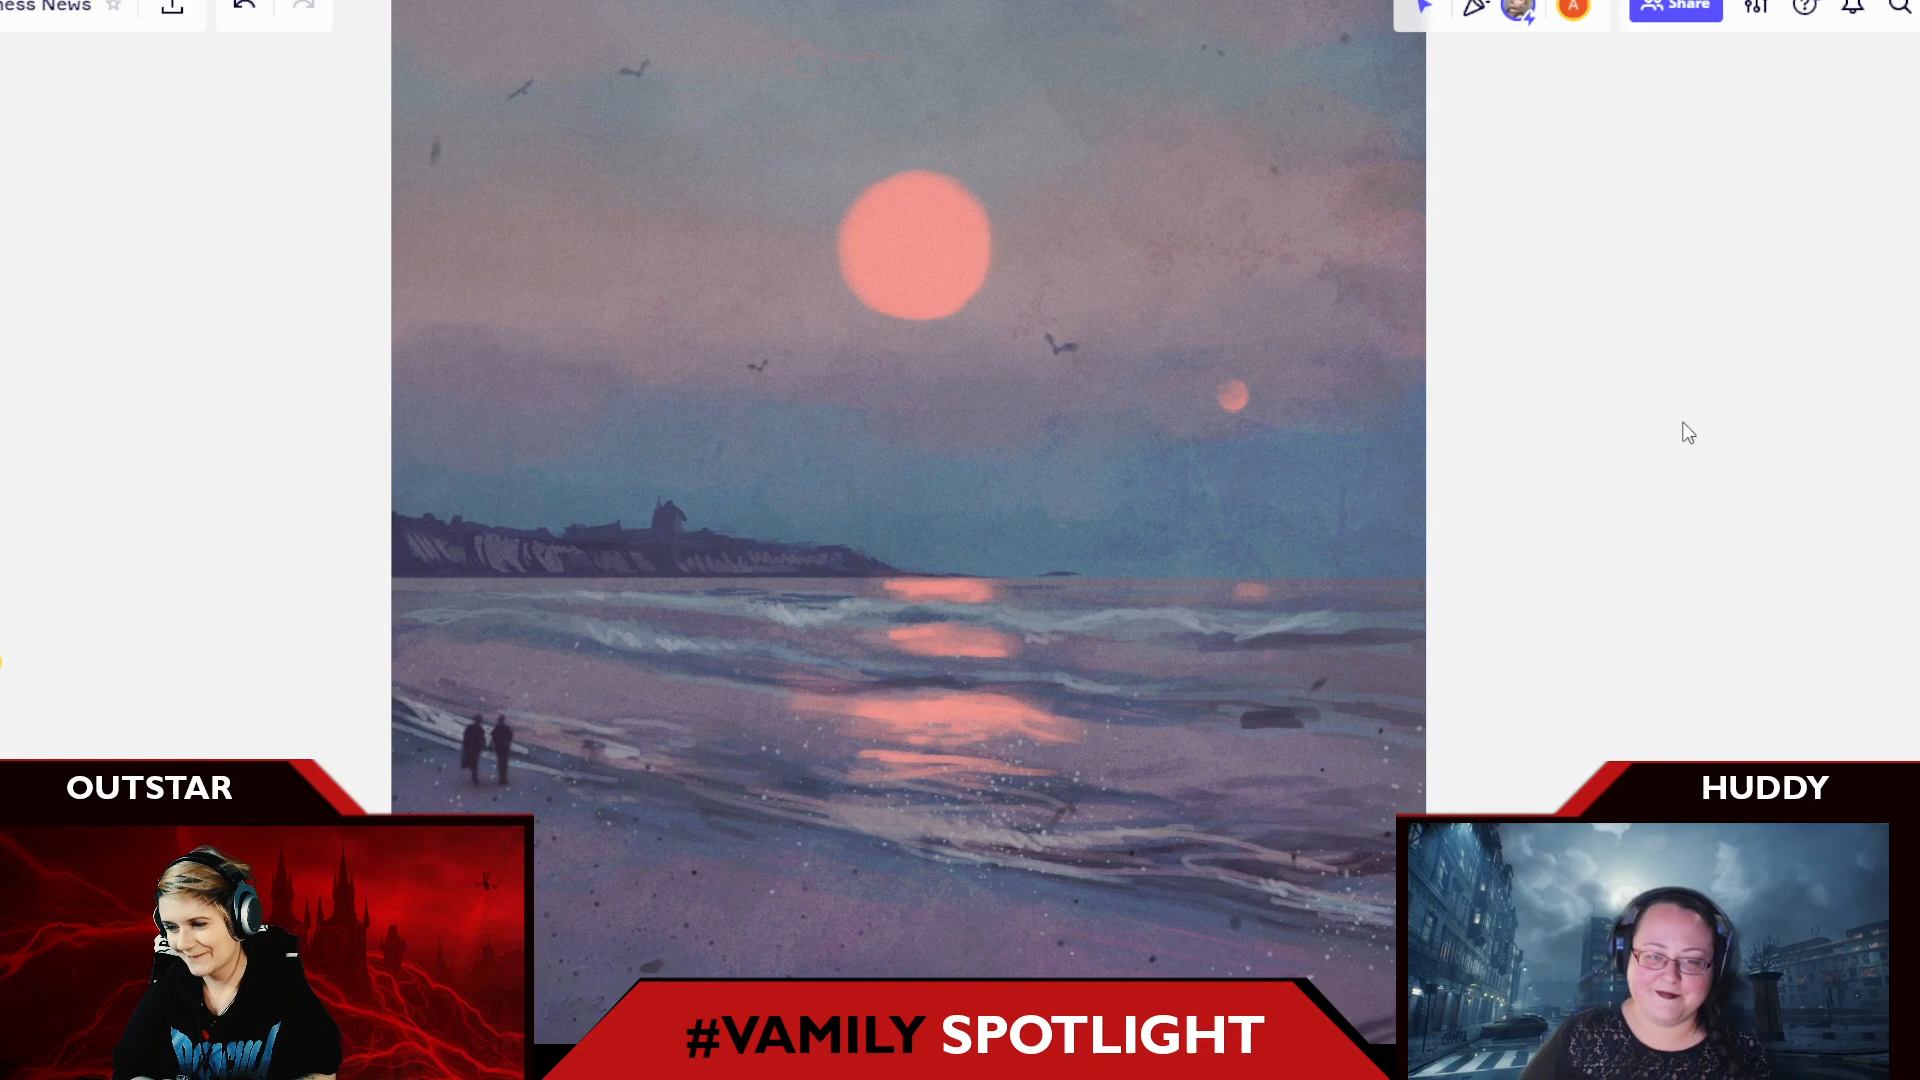 ness News
A
Share
OUTSTAR
HUDDY
#VAMILY SPOTLIGHT